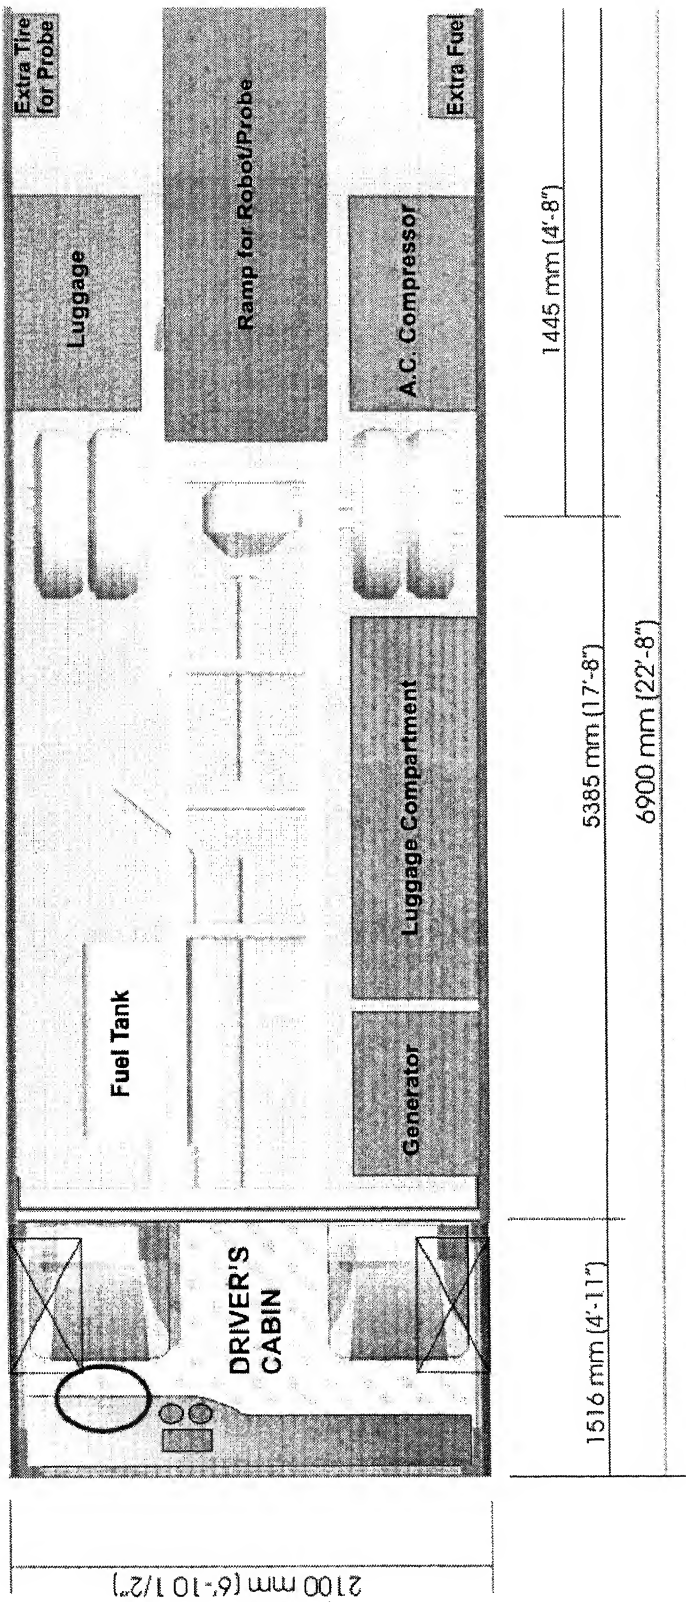 Extra Tire
for Probe
Luggage
Ramp for Robot/Probe
Extra Fuel
A.C. Compressor
Fuel Tank
Luggage Compartment
Generator
DRIVER'S
CABIN
1445 mm (4'-8")
5385 mm (17'-8")
1516 mm (4'-11")
6900 mm (22'-8")
2100 mm (6'-10 1/2")